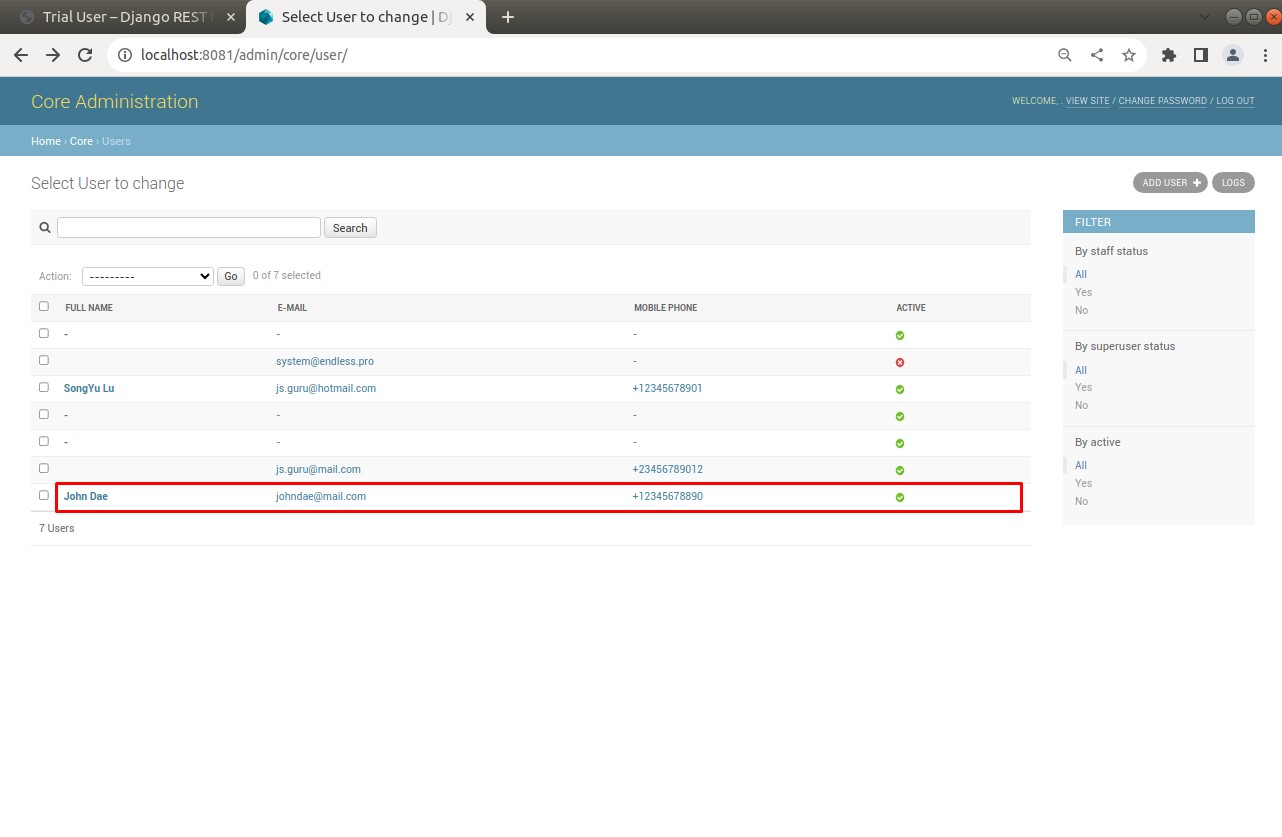 Trial User – Django REST
Select User to change | Dj
localhost:8081/admin/core/user/
Core Administration
WELCOME, . VIEW SITE / CHANGE PASSWORD / LOG OUT
Home › Core › Users
Select User to change
ADD USER +
LOGS
Search
Action: --------- Go 0 of 7 selected
FULL NAME E-MAIL MOBILE PHONE ACTIVE
- - -
system@endless.pro -
SongYu Lu js.guru@hotmail.com +12345678901
- - -
- - -
js.guru@mail.com +23456789012
John Dae johndae@mail.com +12345678890
7 Users
FILTER
By staff status
All
Yes
No
By superuser status
All
Yes
No
By active
All
Yes
No